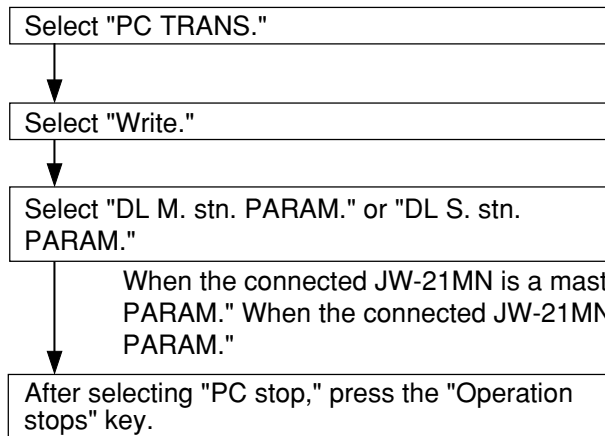 Select "PC TRANS."
Select "Write."
Select "DL M. stn. PARAM." or "DL S. stn.
PARAM."
When the connected JW-21MN is a
PARAM." When the connected JW-21MN
PARAM."
After selecting "PC stop," press the "Operation
stops" key.